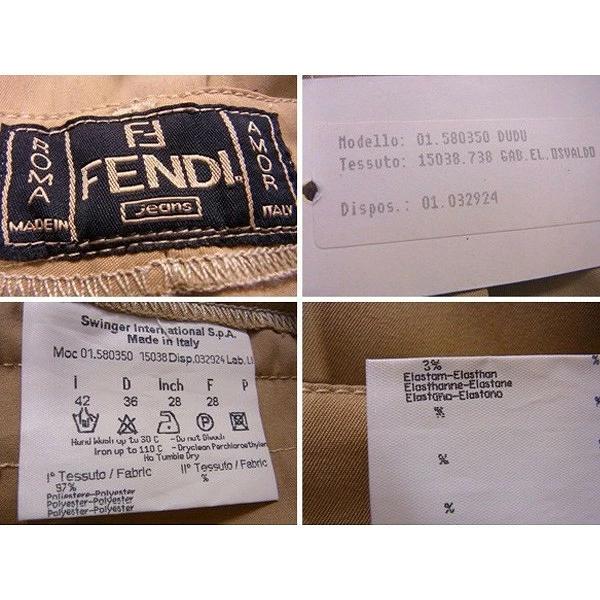 ROMA
FENDI
Jeans
AMOR
MADE IN
ITALY
Modello: 01.580350 DUDU
Tessuto: 15038.738 GAB.EL.OSVALDO
Dispos.: 01.032924
Swinger International S.p.A.
Made in Italy
Moc 01.580350 15038 Disp.032924 Lab.
I D Inch F P
42 36 28 28
Hand Wash up to 30 C -Do not Bleach
Iron up to 110 C -Dryclean Perchloroethylen
No Tumble Dry
I° Tessuto / Fabric II° Tessuto / Fabric
97% %
Poliestere-Polyester
Polyester-Polyester
Polyester-Polyester
3% %
Elastam-Elasthan
Elasthanne-Elastane
Elastano-Elastano
% %
%
% %